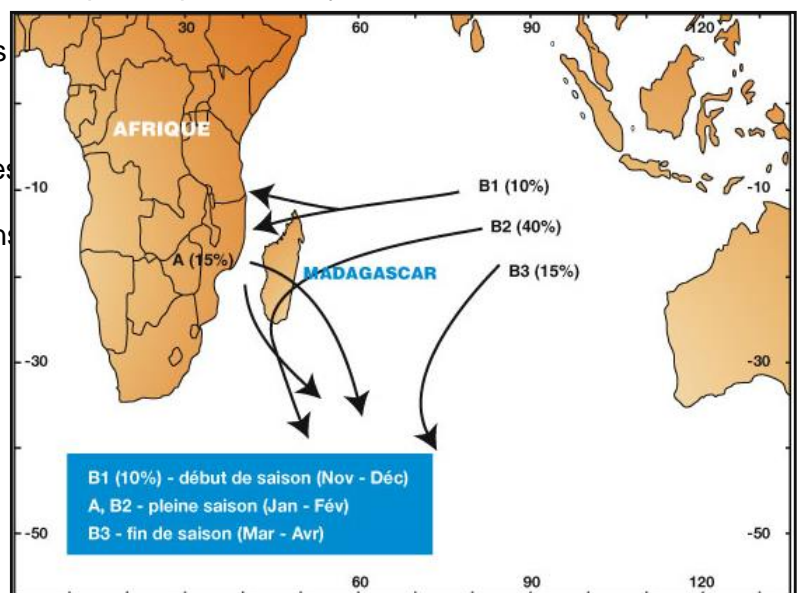 30 60 90 120
s
AFRIQUE
es
-10 B1 (10%) -10
B2 (40%)
ns
A (15%) MADAGASCAR B3 (15%)
-30 -30
B1 (10%) - début de saison (Nov - Déc)
A, B2 - pleine saison (Jan - Fév)
B3 - fin de saison (Mar - Avr)
-50 -50
60 90 120